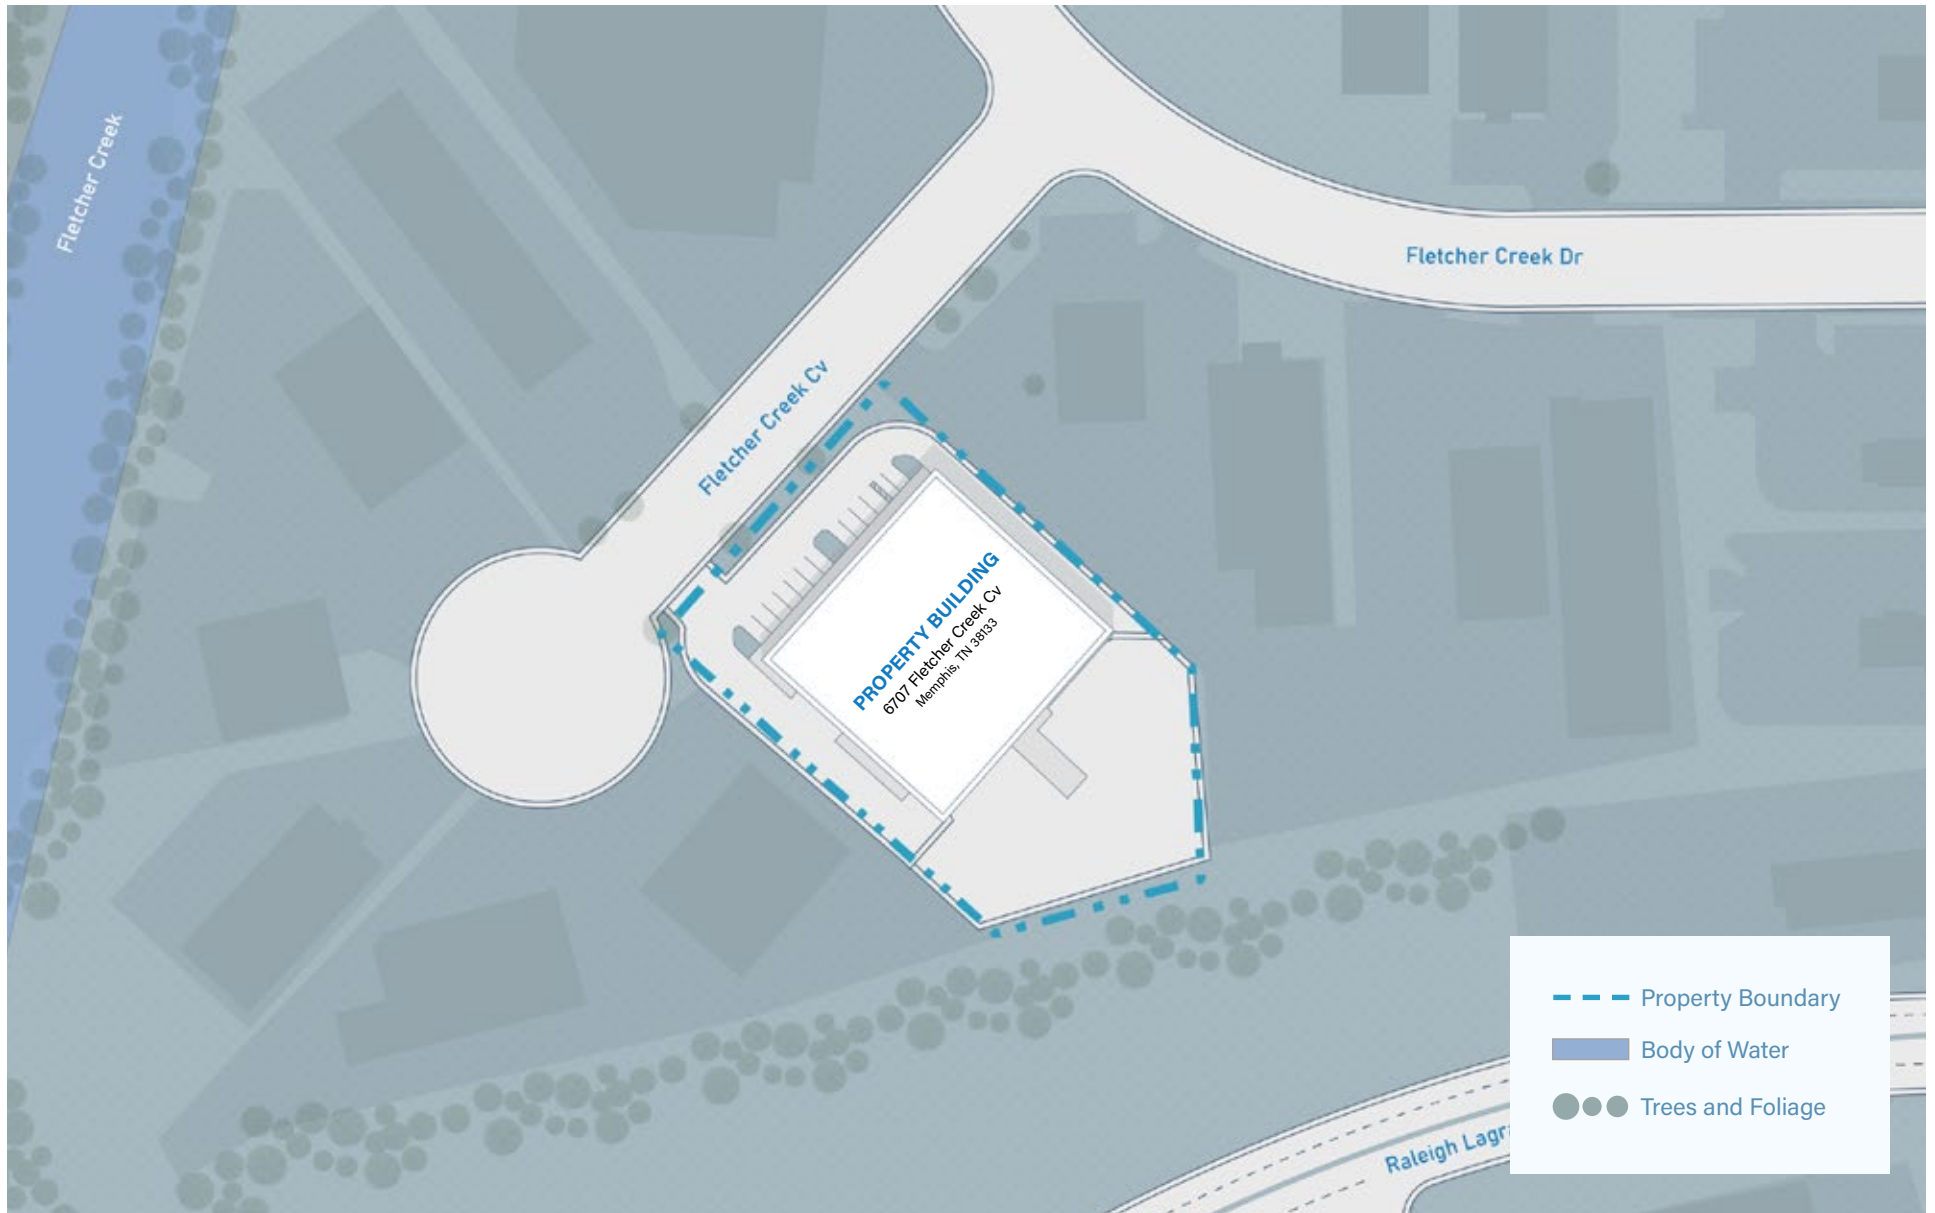 Fletcher Creek
Fletcher Creek Dr
Fletcher Creek Cv
PROPERTY BUILDING
6707 Fletcher Creek Cv
Memphis, TN 38133
Property Boundary
Body of Water
Trees and Foliage
Raleigh Lagr